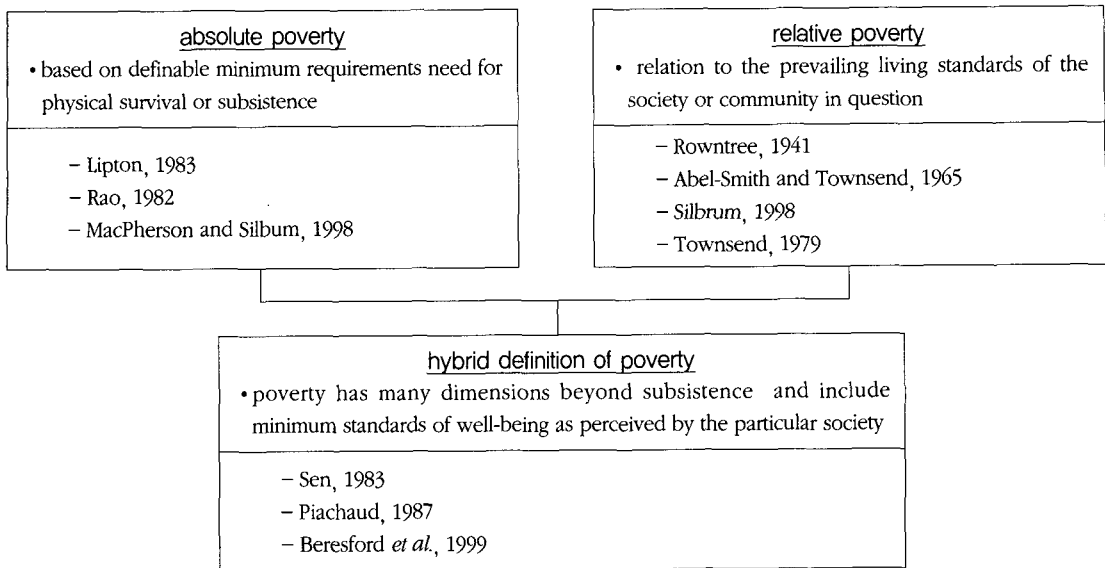 absolute poverty
• based on definable minimum requirements need for
physical survival or subsistence
– Lipton, 1983
– Rao, 1982
– MacPherson and Silbum, 1998
relative poverty
• relation to the prevailing living standards of the
society or community in question
– Rowntree, 1941
– Abel-Smith and Townsend, 1965
– Silbrum, 1998
– Townsend, 1979
hybrid definition of poverty
• poverty has many dimensions beyond subsistence and include
minimum standards of well-being as perceived by the particular society
– Sen, 1983
– Piachaud, 1987
– Beresford et al., 1999